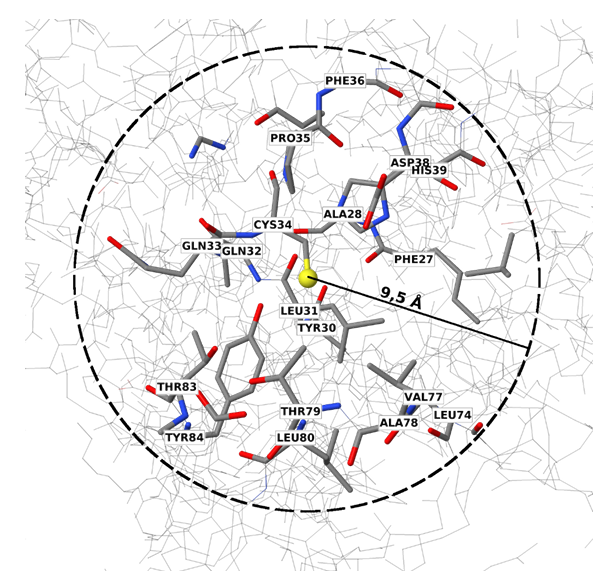 PHE36
PRO35
ASP38
HIS39
ALA28
CYS34
GLN33
GLN32
PHE27
9,5 Å
LEU31
TYR30
THR83
VAL77
THR79
LEU74
ALA78
TYR84
LEU80